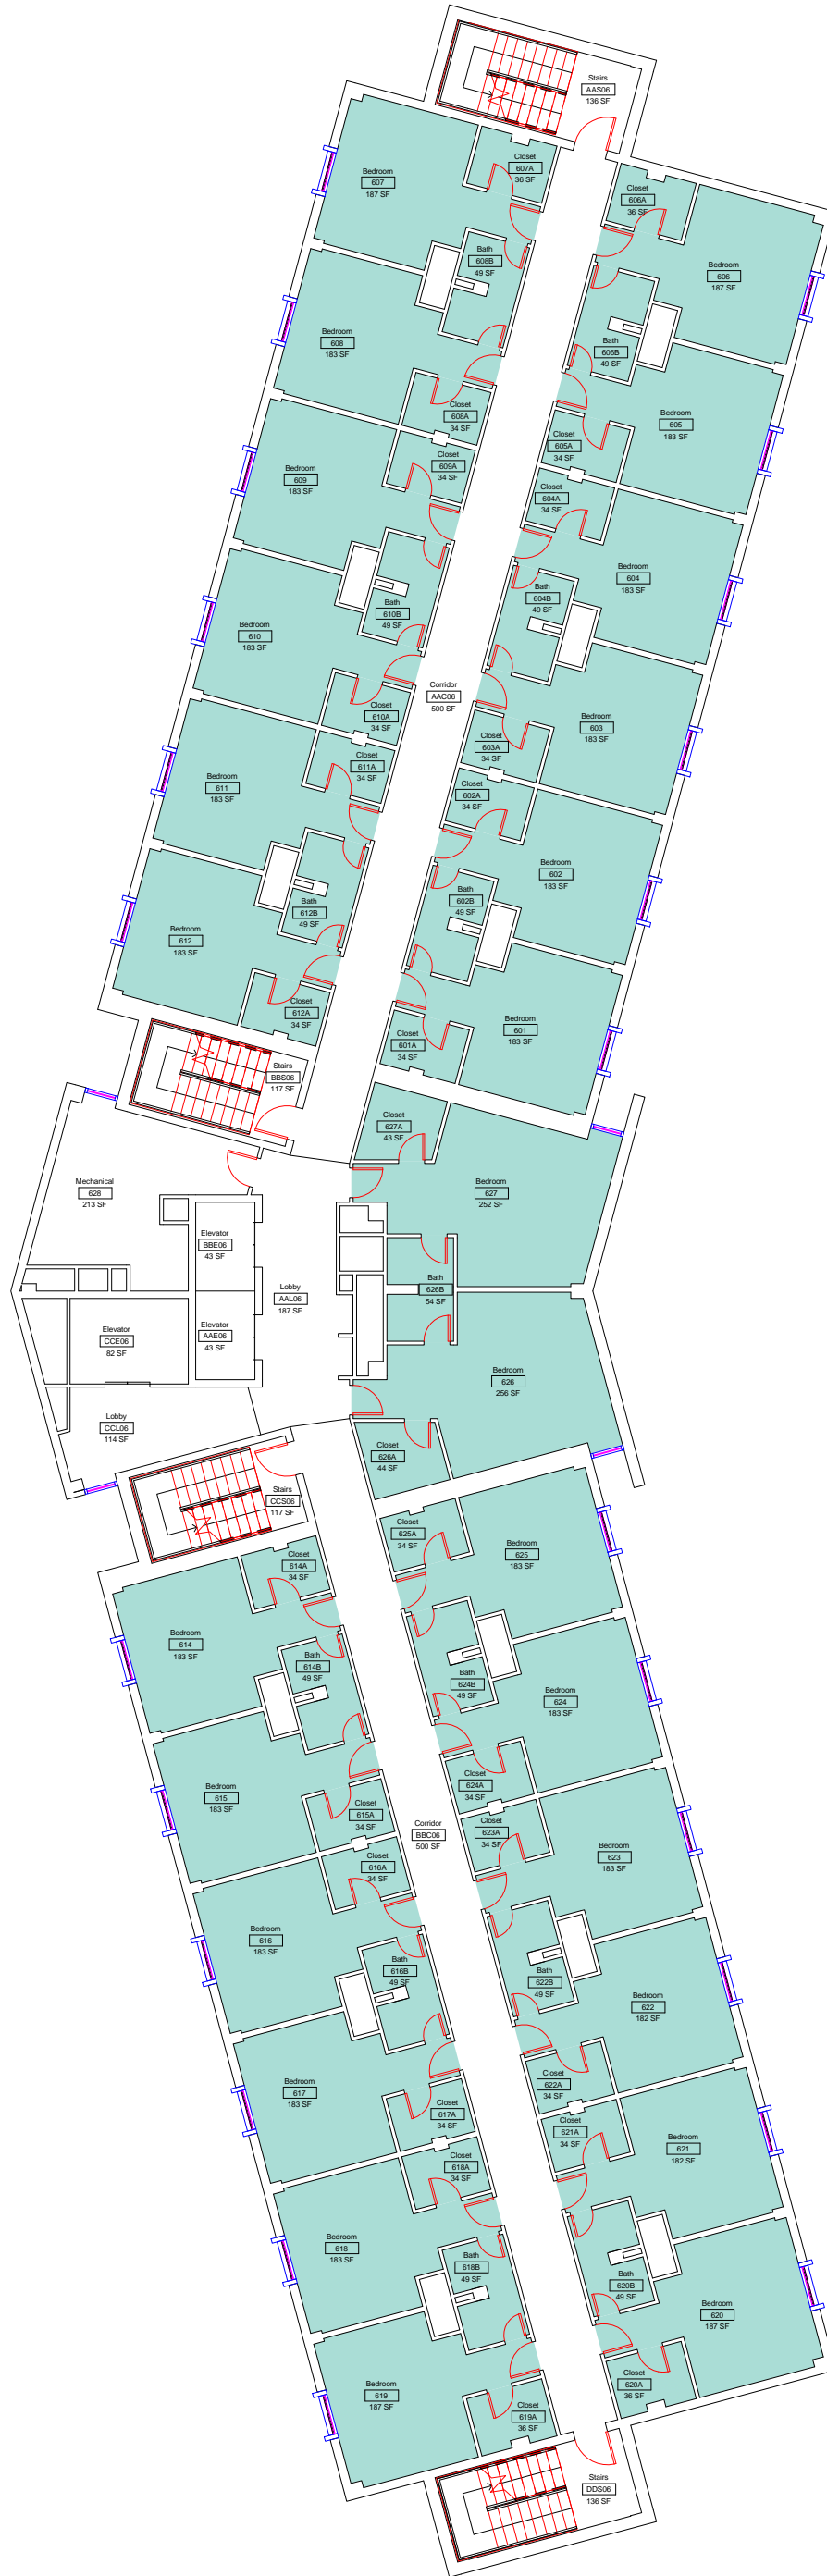 Stairs
AAS06
136 SF
Closet
607A
36 SF
Bedroom
607
187 SF
Closet
606A
36 SF
Bath
608B
49 SF
Bedroom
606
187 SF
Bedroom
608
183 SF
Bath
606B
49 SF
Bedroom
605
183 SF
Closet
608A
34 SF
Closet
605A
34 SF
Closet
609A
34 SF
Bedroom
609
183 SF
Closet
604A
34 SF
Bedroom
604
183 SF
Bath
604B
49 SF
Bath
610B
49 SF
Bedroom
610
183 SF
Corridor
AAC06
500 SF
Bedroom
603
183 SF
Closet
610A
34 SF
Closet
603A
34 SF
Closet
611A
34 SF
Bedroom
611
183 SF
Closet
602A
34 SF
Bedroom
602
183 SF
Bath
602B
49 SF
Bath
612B
49 SF
Bedroom
612
183 SF
Closet
612A
34 SF
Bedroom
601
183 SF
Closet
601A
34 SF
Stairs
BBS06
117 SF
Closet
627A
43 SF
Mechanical
628
213 SF
Bedroom
627
252 SF
Elevator
BBE06
43 SF
Bath
626B
54 SF
Lobby
AAL06
187 SF
Elevator
CCE06
82 SF
Elevator
AAE06
43 SF
Bedroom
626
256 SF
Lobby
CCL06
114 SF
Closet
626A
44 SF
Stairs
CCS06
117 SF
Closet
625A
34 SF
Bedroom
625
183 SF
Closet
614A
34 SF
Bedroom
614
183 SF
Bath
614B
49 SF
Bath
624B
49 SF
Bedroom
624
183 SF
Closet
624A
34 SF
Bedroom
615
183 SF
Closet
615A
34 SF
Corridor
BBC06
500 SF
Closet
623A
34 SF
Bedroom
623
183 SF
Closet
616A
34 SF
Bedroom
616
183 SF
Bath
616B
49 SF
Bath
622B
49 SF
Bedroom
622
182 SF
Closet
622A
34 SF
Bedroom
617
183 SF
Closet
617A
34 SF
Closet
621A
34 SF
Bedroom
621
182 SF
Closet
618A
34 SF
Bedroom
618
183 SF
Bath
618B
49 SF
Bath
620B
49 SF
Bedroom
620
187 SF
Closet
620A
36 SF
Bedroom
619
187 SF
Closet
619A
36 SF
Stairs
DDS06
136 SF